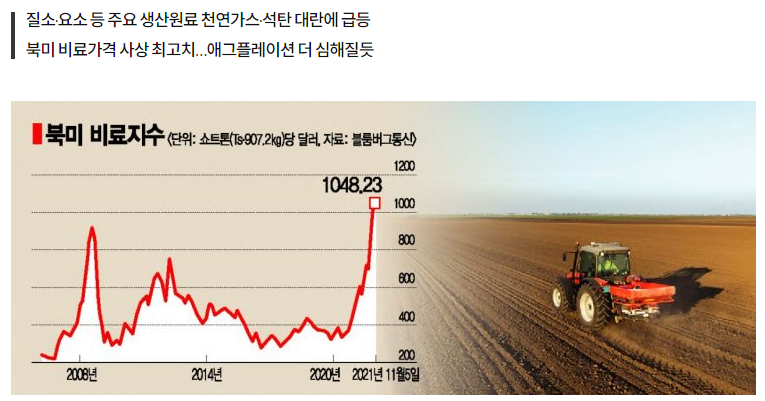 질소·요소 등 주요 생산원료 천연가스·석탄 대란에 급등
북미 비료가격 사상 최고치...애그플레이션 더 심해질듯
북미 비료지수 〈단위: 쇼트톤(Ts·907.2kg)당 달러, 자료: 블룸버그통신〉
1200
1048.23
1000
800
600
400
200
2008년 2014년 2020년 2021년 11월5일